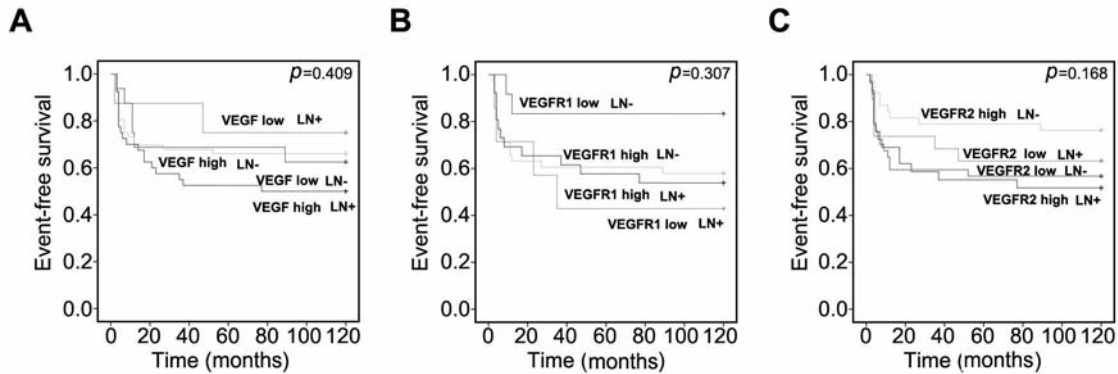 A
Event-free survival
1.0
0.8
0.6
0.4
0.2
0.0
p=0.409
VEGF low LN+
VEGF high LN-
VEGF low LN-
VEGF high LN+
0 20 40 60 80 100 120
Time (months)
B
Event-free survival
1.0
0.8
0.6
0.4
0.2
0.0
p=0.307
VEGFR1 low LN-
VEGFR1 high LN-
VEGFR1 high LN+
VEGFR1 low LN+
0 20 40 60 80 100 120
Time (months)
C
Event-free survival
1.0
0.8
0.6
0.4
0.2
0.0
p=0.168
VEGFR2 high LN-
VEGFR2 low LN+
VEGFR2 low LN-
VEGFR2 high LN+
0 20 40 60 80 100 120
Time (months)